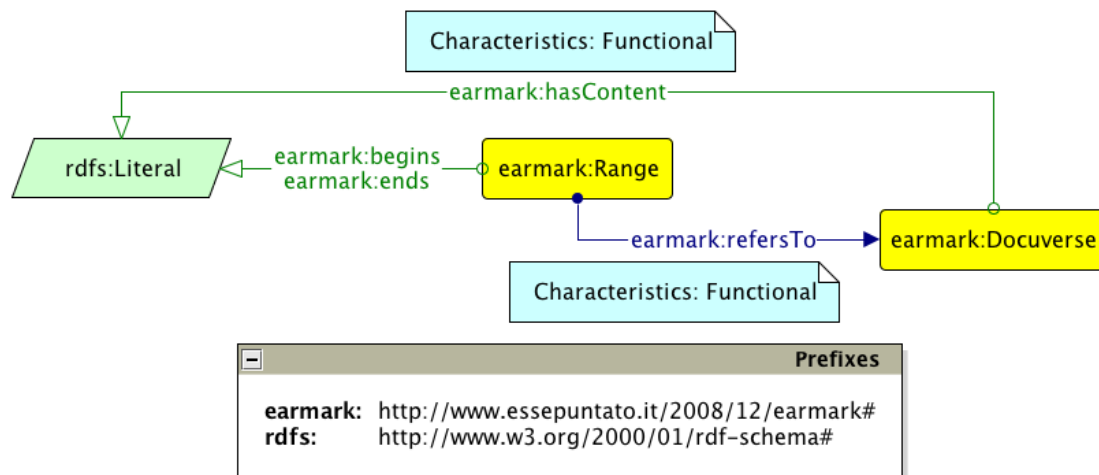 Characteristics: Functional
earmark:hasContent
rdfs:Literal
earmark:begins
earmark:ends
earmark:Range
earmark:refersTo
earmark:Docuverse
Characteristics: Functional
Prefixes
earmark: http://www.essepuntato.it/2008/12/earmark#
rdfs: http://www.w3.org/2000/01/rdf-schema#